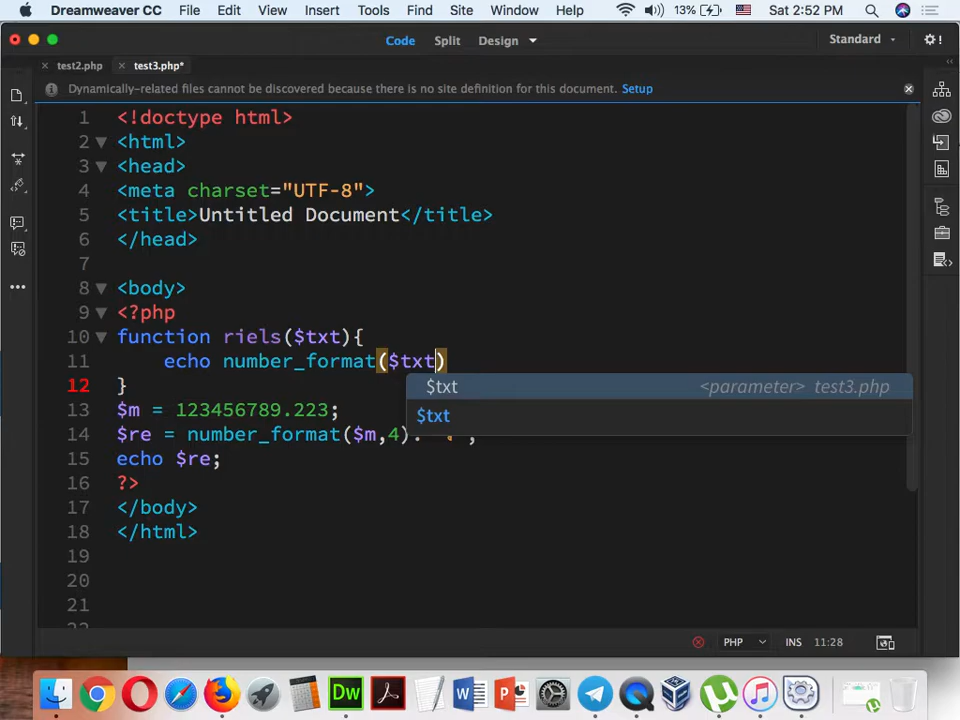 Dreamweaver CC File Edit View Insert Tools Find Site Window Help 13% Sat 2:52 PM
Code Split Design Standard
test2.php test3.php*
Dynamically-related files cannot be discovered because there is no site definition for this document. Setup
1 <!doctype html>
2 <html>
3 <head>
4 <meta charset="UTF-8">
5 <title>Untitled Document</title>
6 </head>
7
8 <body>
9 <?php
10 function riels($txt){
11 echo number_format($txt)
12 }
$txt <parameter> test3.php
13 $m = 123456789.223;
$txt
14 $re = number_format($m,4). ;
15 echo $re;
16 ?>
17 </body>
18 </html>
19
20
21
22
PHP INS 11:28
Dw W P